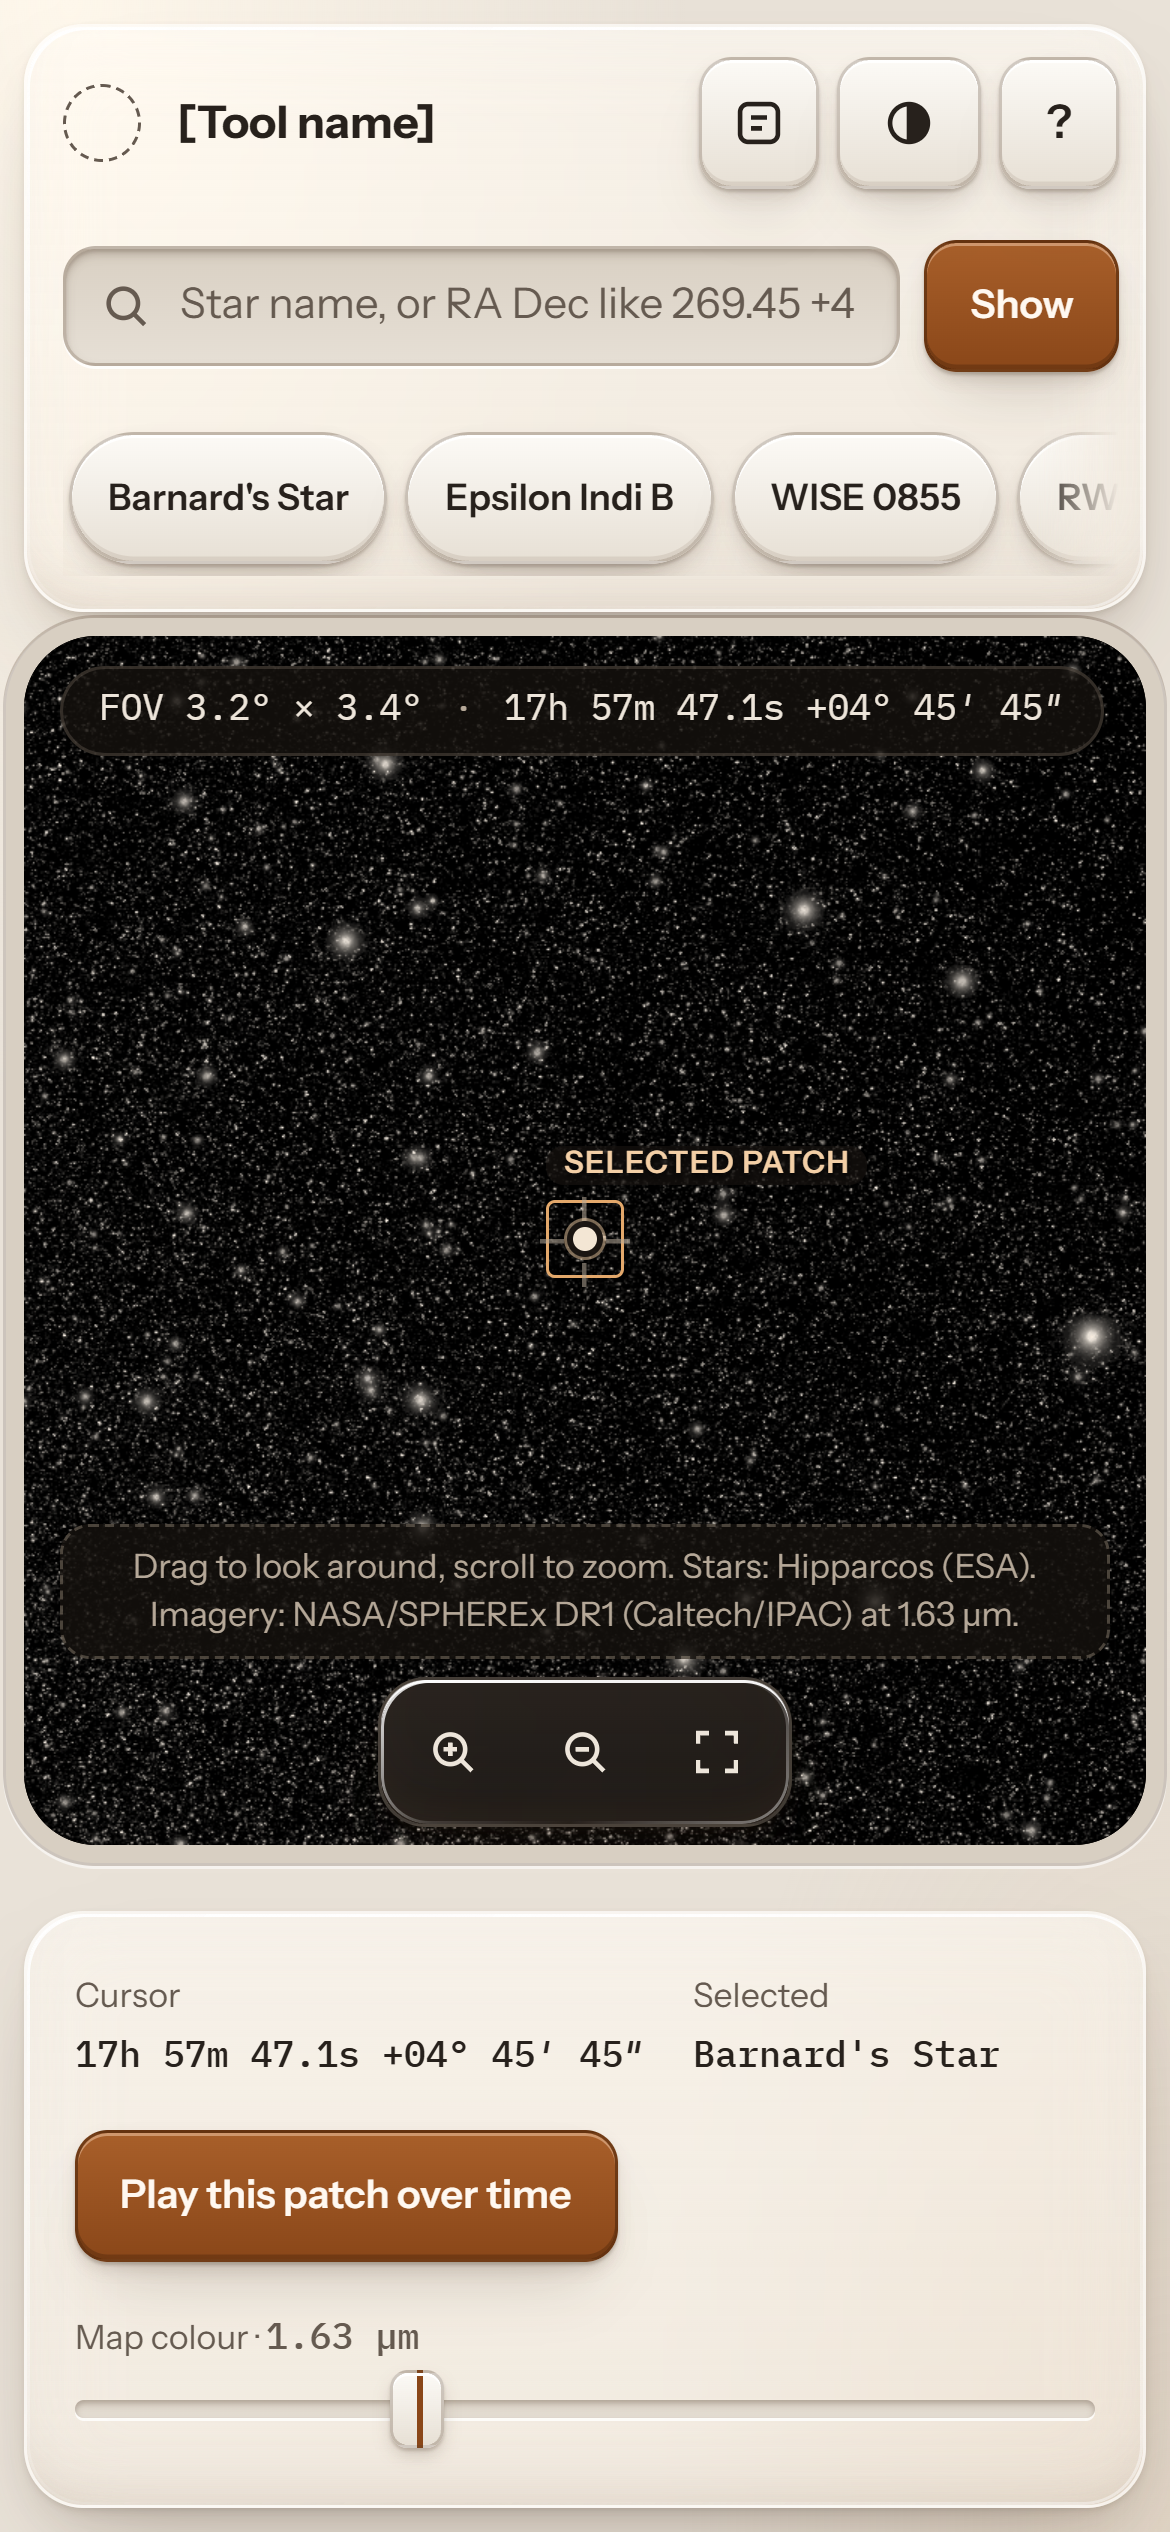 [Tool name]
?
Star name, or RA Dec like 269.45 +4
Show
Barnard's Star
Epsilon Indi B
WISE 0855
RW
FOV 3.2° × 3.4° · 17h 57m 47.1s +04° 45′ 45″
SELECTED PATCH
Drag to look around, scroll to zoom. Stars: Hipparcos (ESA).
Imagery: NASA/SPHEREx DR1 (Caltech/IPAC) at 1.63 µm.
Cursor
17h 57m 47.1s +04° 45′ 45″
Selected
Barnard's Star
Play this patch over time
Map colour · 1.63 µm